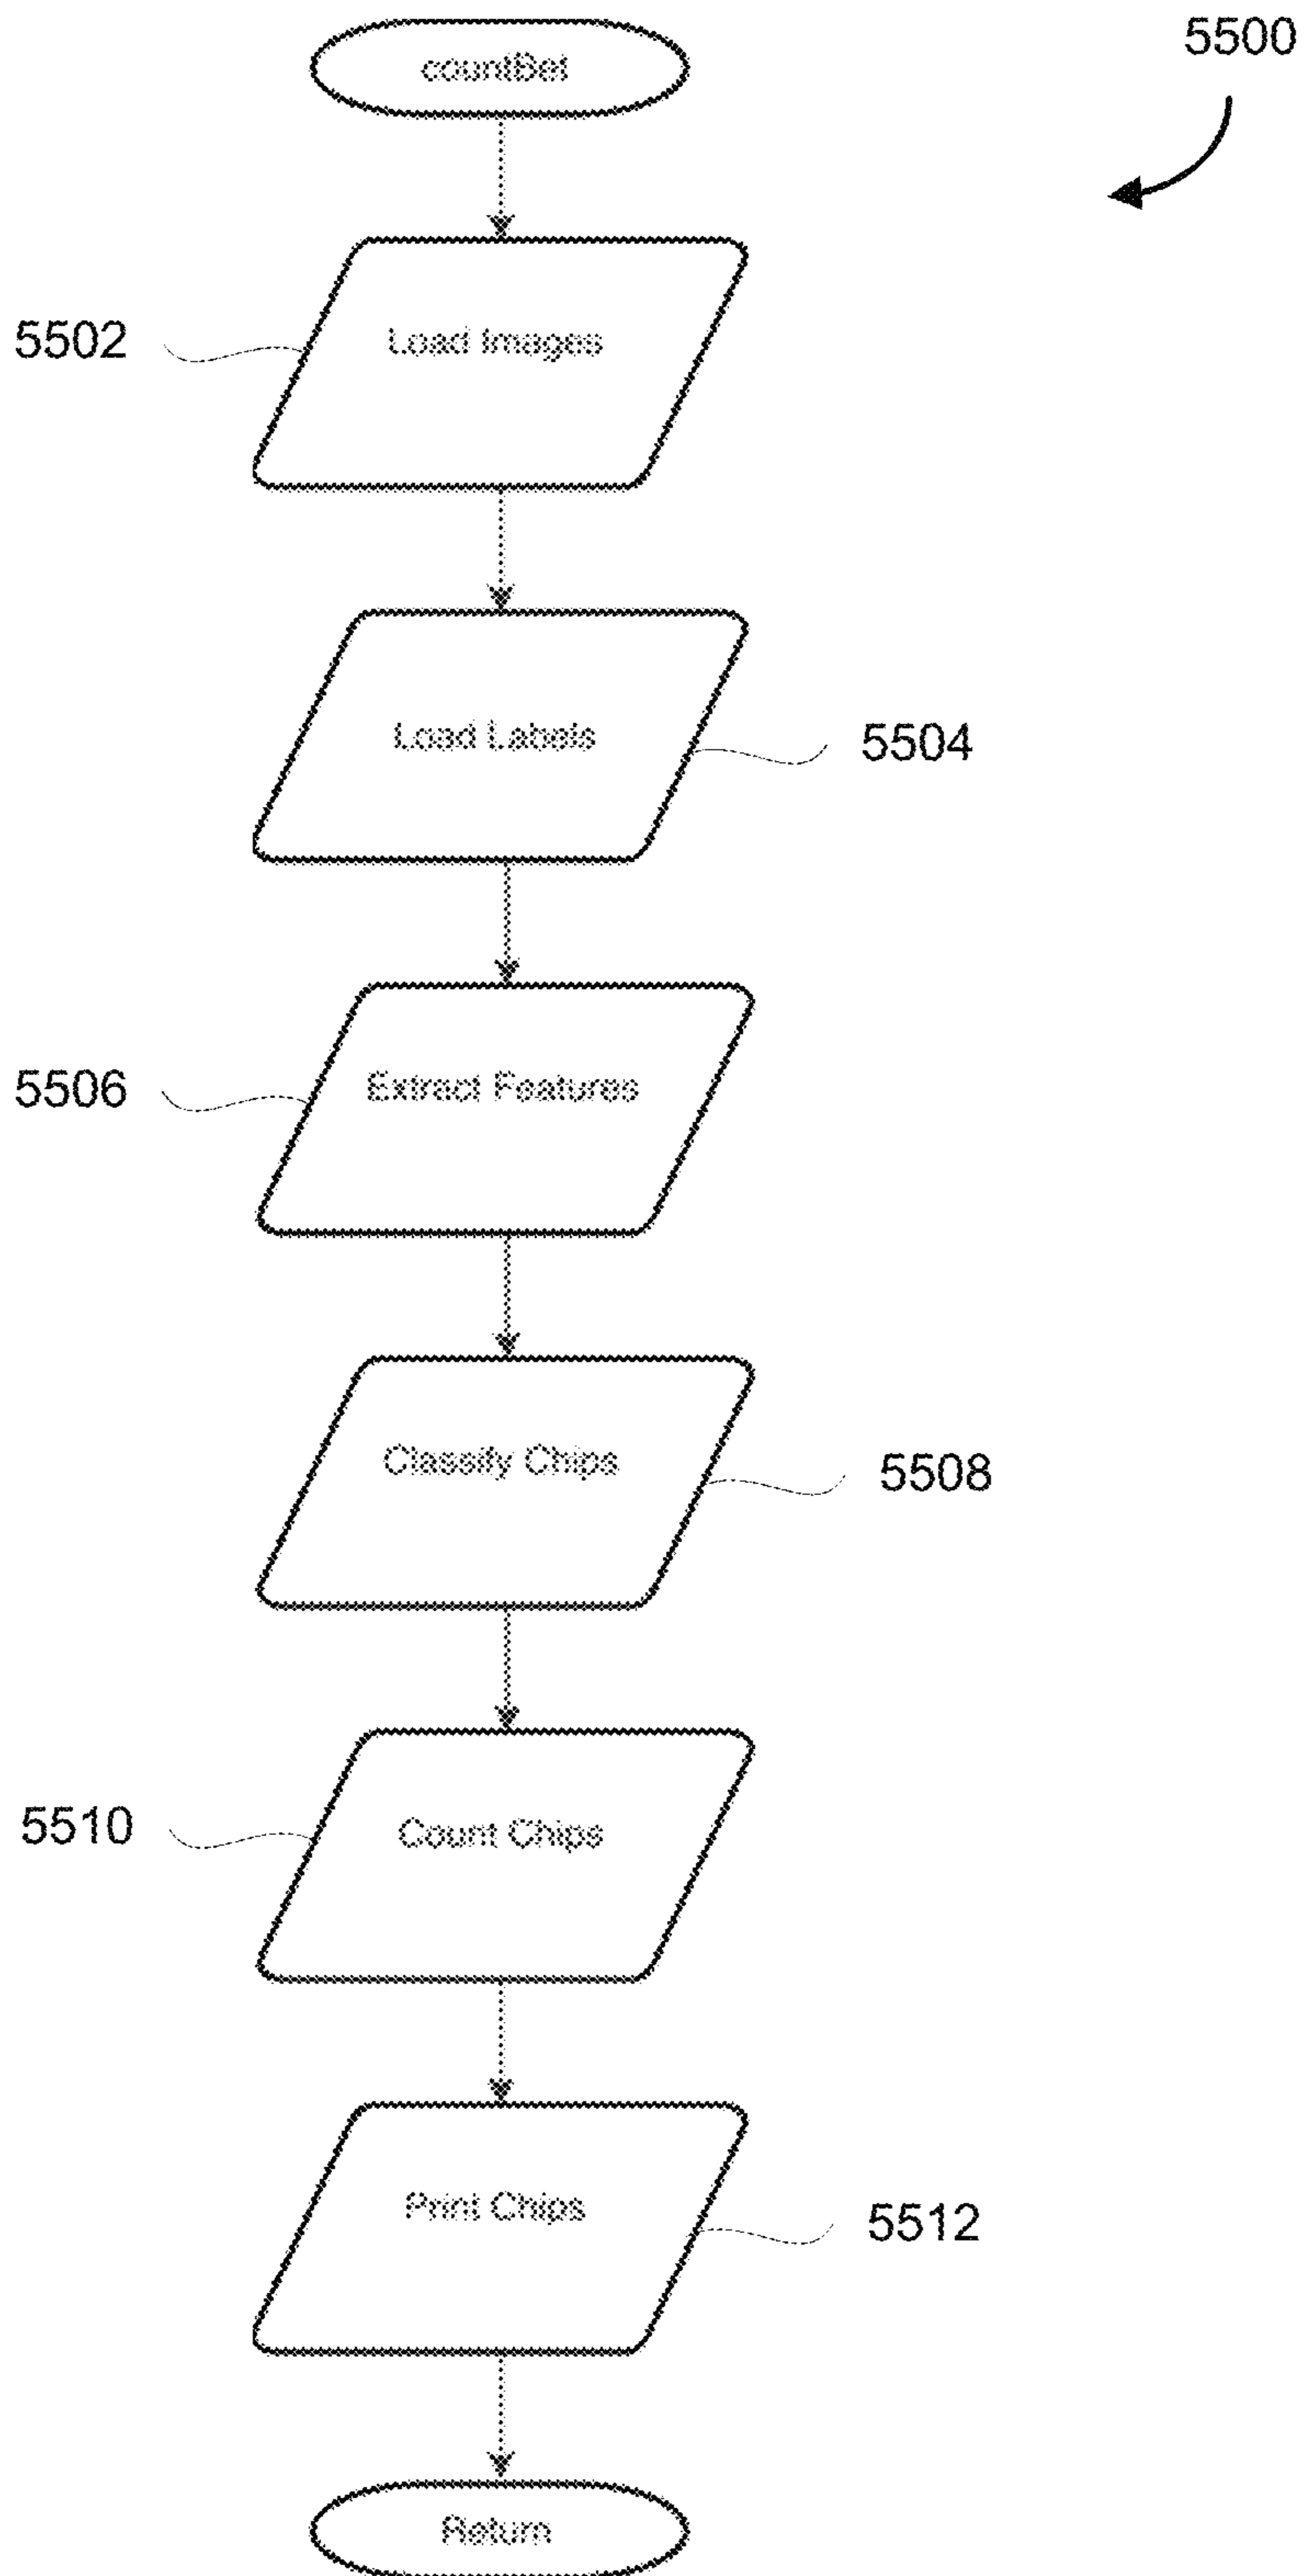 5500
countBet
5502
Load Images
Load Labels
5504
5506
Extract Features
Classify Chips
5508
5510
Count Chips
Print Chips
5512
Return